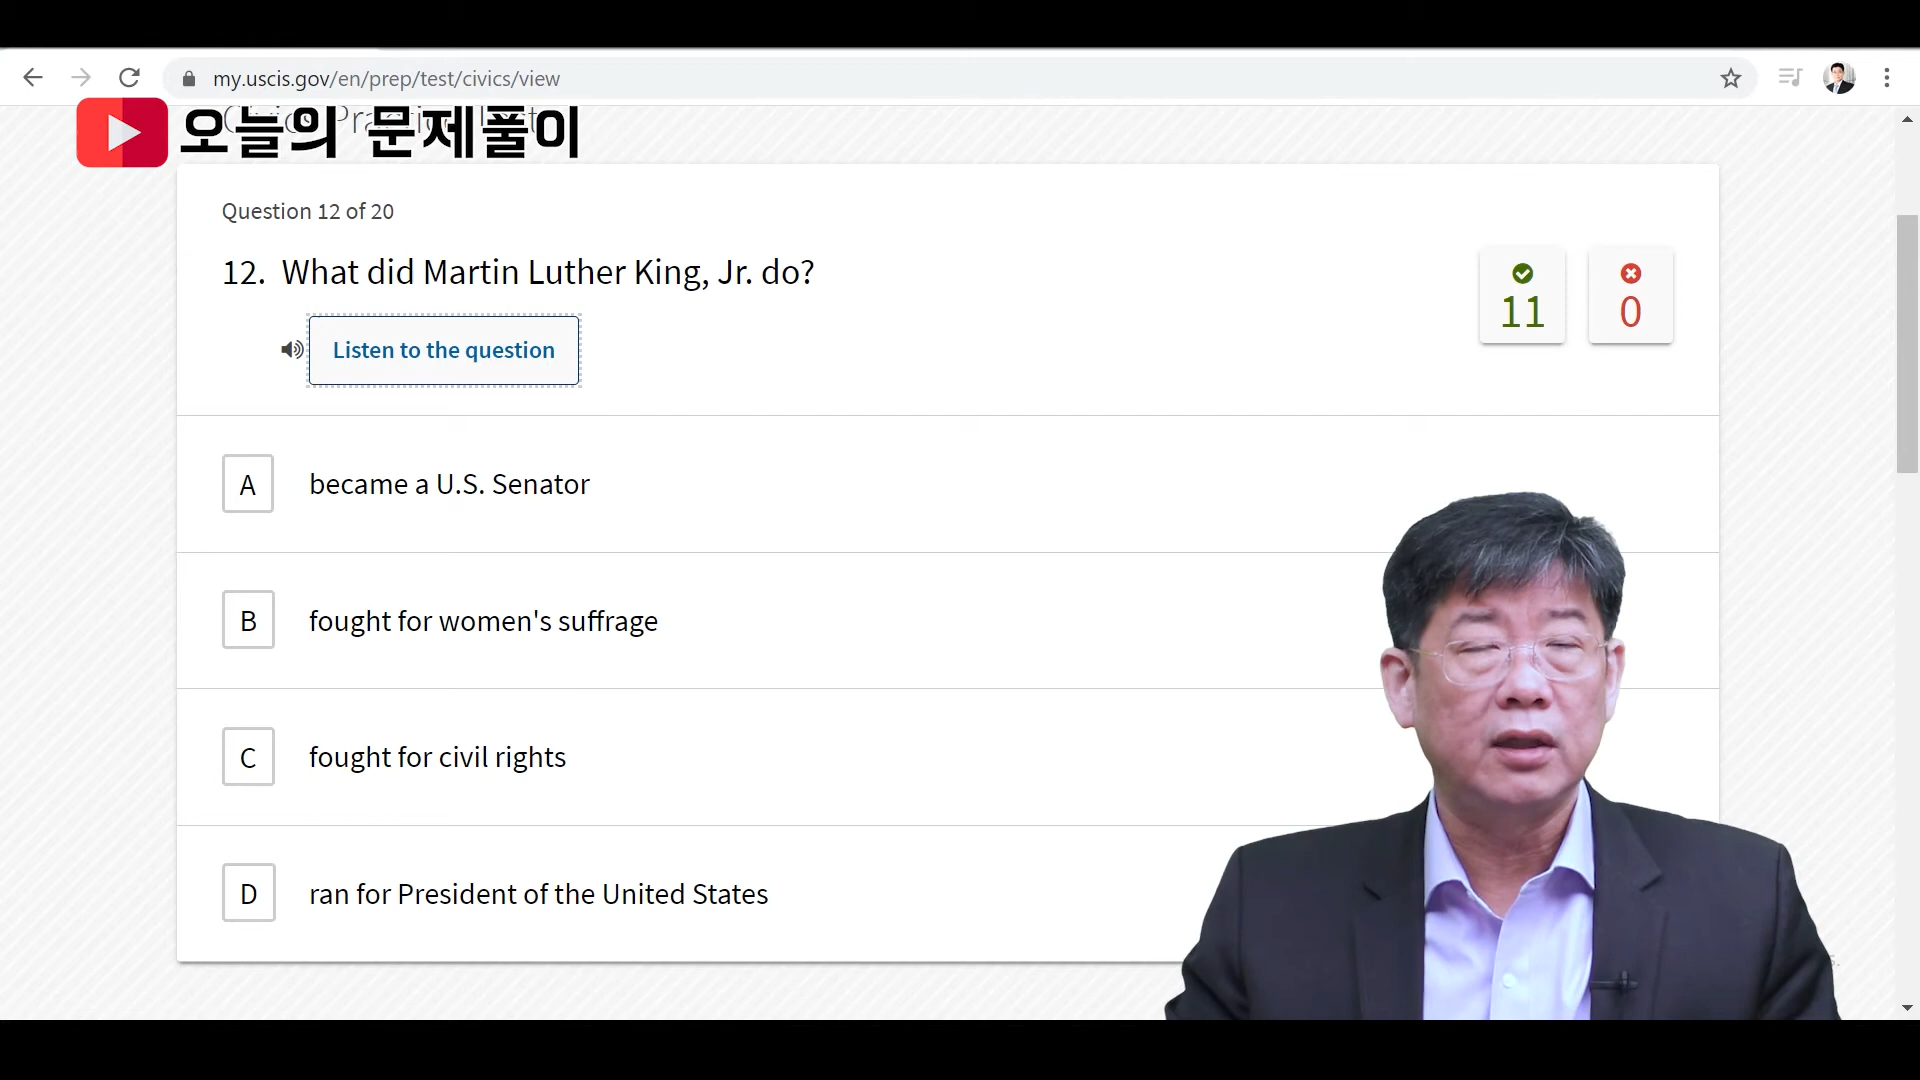 my.uscis.gov/en/prep/test/civics/view
오늘의 문제풀이
Question 12 of 20
12. What did Martin Luther King, Jr. do?
11
0
Listen to the question
A became a U.S. Senator
B fought for women's suffrage
C fought for civil rights
D ran for President of the United States